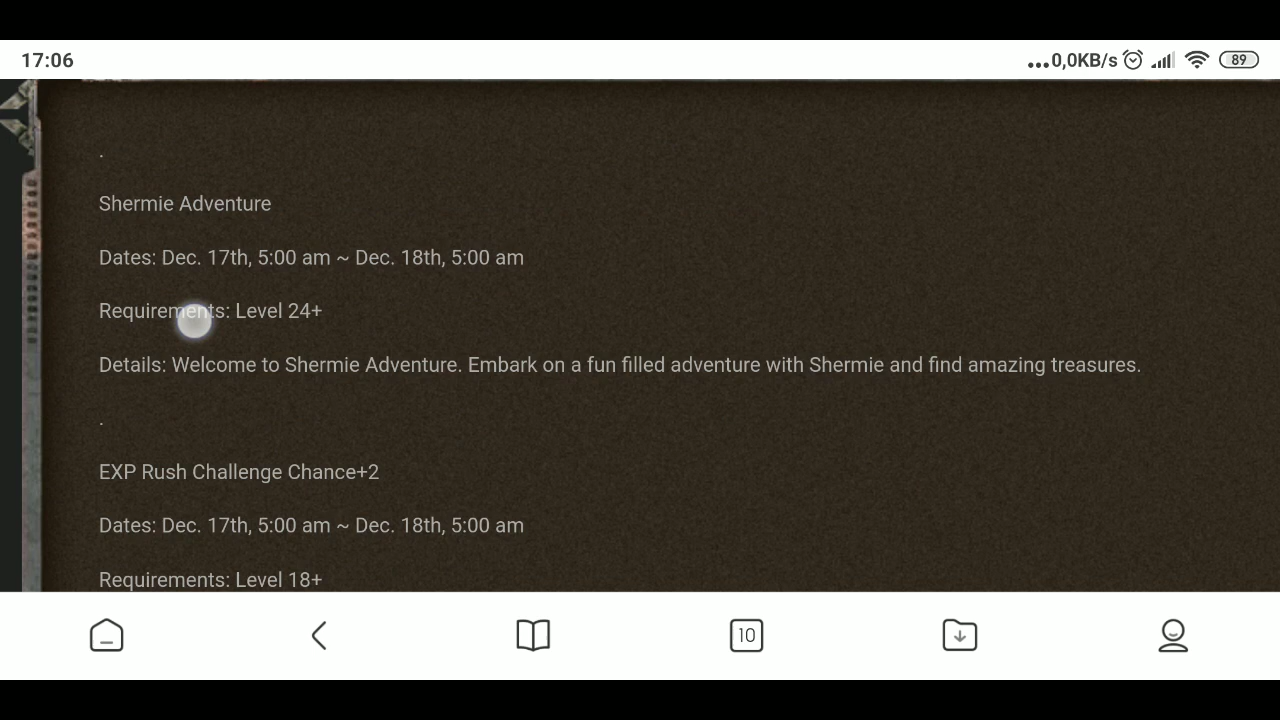 17:06
...0,0KB/s
89
.
Shermie Adventure
Dates: Dec. 17th, 5:00 am ~ Dec. 18th, 5:00 am
Requirements: Level 24+
Details: Welcome to Shermie Adventure. Embark on a fun filled adventure with Shermie and find amazing treasures.
.
EXP Rush Challenge Chance+2
Dates: Dec. 17th, 5:00 am ~ Dec. 18th, 5:00 am
Requirements: Level 18+
10